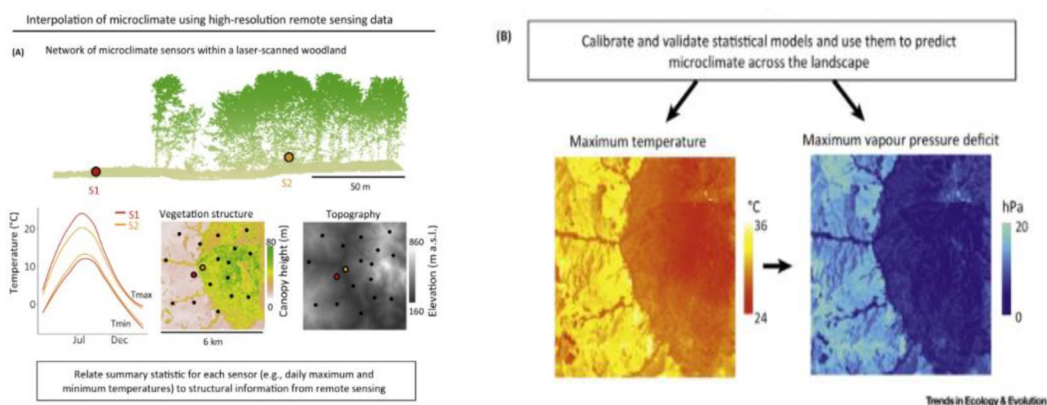 Interpolation of microclimate using high-resolution remote sensing data
(A)
Network of microclimate sensors within a laser-scanned woodland
S1
S2
50 m
Temperature (°C)
20
10
0
S1
S2
Tmax
Tmin
Jul
Dec
Vegetation structure
80
0
Canopy height (m)
6 km
Topography
860
160
Elevation (m a.s.l.)
Relate summary statistic for each sensor (e.g., daily maximum and
minimum temperatures) to structural information from remote sensing
(B)
Calibrate and validate statistical models and use them to predict
microclimate across the landscape
Maximum temperature
°C
36
24
Maximum vapour pressure deficit
hPa
20
0
Trends in Ecology & Evolution